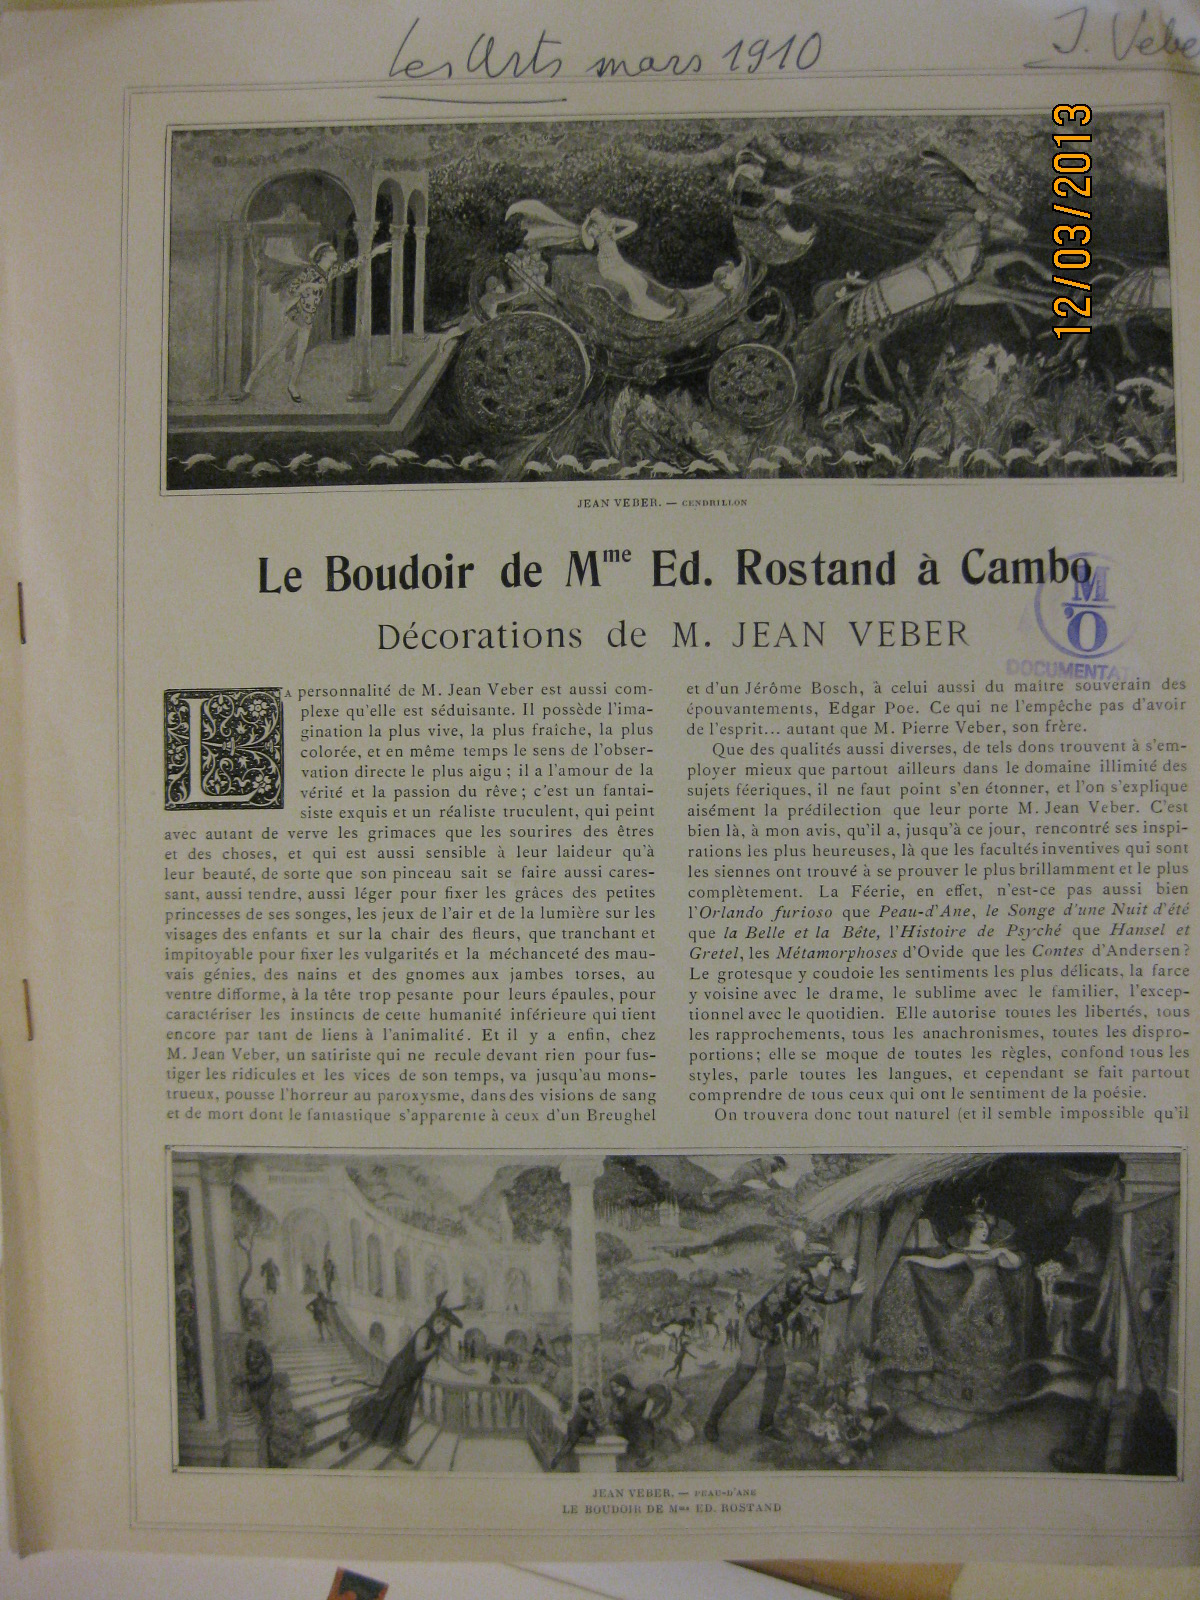 Les Arts mars 1910
J. Vebe
12/03/2013
JEAN VEBER. — CENDRILLON
Le Boudoir de Mme Ed. Rostand à Cambo
Décorations de M. JEAN VEBER
M
O
DOCUMENTAT
LA personnalité de M. Jean Veber est aussi com-
plexe qu'elle est séduisante. Il possède l'ima-
gination la plus vive, la plus fraîche, la plus
colorée, et en même temps le sens de l'obser-
vation directe le plus aigu ; il a l'amour de la
vérité et la passion du rêve ; c'est un fantai-
siste exquis et un réaliste truculent, qui peint
avec autant de verve les grimaces que les sourires des êtres
et des choses, et qui est aussi sensible à leur laideur qu'à
leur beauté, de sorte que son pinceau sait se faire aussi cares-
sant, aussi tendre, aussi léger pour fixer les grâces des petites
princesses de ses songes, les jeux de l'air et de la lumière sur les
visages des enfants et sur la chair des fleurs, que tranchant et
impitoyable pour fixer les vulgarités et la méchanceté des mau-
vais génies, des nains et des gnomes aux jambes torses, au
ventre difforme, à la tête trop pesante pour leurs épaules, pour
caractériser les instincts de cette humanité inférieure qui tient
encore par tant de liens à l'animalité. Et il y a enfin, chez
M. Jean Veber, un satiriste qui ne recule devant rien pour fus-
tiger les ridicules et les vices de son temps, va jusqu'au mons-
trueux, pousse l'horreur au paroxysme, dans des visions de sang
et de mort dont le fantastique s'apparente à ceux d'un Breughel
et d'un Jérôme Bosch, à celui aussi du maître souverain des
épouvantements, Edgar Poe. Ce qui ne l'empêche pas d'avoir
de l'esprit... autant que M. Pierre Veber, son frère.
Que des qualités aussi diverses, de tels dons trouvent à s'em-
ployer mieux que partout ailleurs dans le domaine illimité des
sujets féeriques, il ne faut point s'en étonner, et l'on s'explique
aisément la prédilection que leur porte M. Jean Veber. C'est
bien là, à mon avis, qu'il a, jusqu'à ce jour, rencontré ses inspi-
rations les plus heureuses, là que les facultés inventives qui sont
les siennes ont trouvé à se prouver le plus brillamment et le plus
complètement. La Féerie, en effet, n'est-ce pas aussi bien
l'Orlando furioso que Peau-d'Ane, le Songe d'une Nuit d'été
que la Belle et la Bête, l'Histoire de Psyché que Hansel et
Gretel, les Métamorphoses d'Ovide que les Contes d'Andersen ?
Le grotesque y coudoie les sentiments les plus délicats, la farce
y voisine avec le drame, le sublime avec le familier, l'excep-
tionnel avec le quotidien. Elle autorise toutes les libertés, tous
les rapprochements, tous les anachronismes, toutes les dispro-
portions ; elle se moque de toutes les règles, confond tous les
styles, parle toutes les langues, et cependant se fait partout
comprendre de tous ceux qui ont le sentiment de la poésie.
On trouvera donc tout naturel (et il semble impossible qu'il
JEAN VEBER. — PEAU-D'ANE
LE BOUDOIR DE Mme ED. ROSTAND